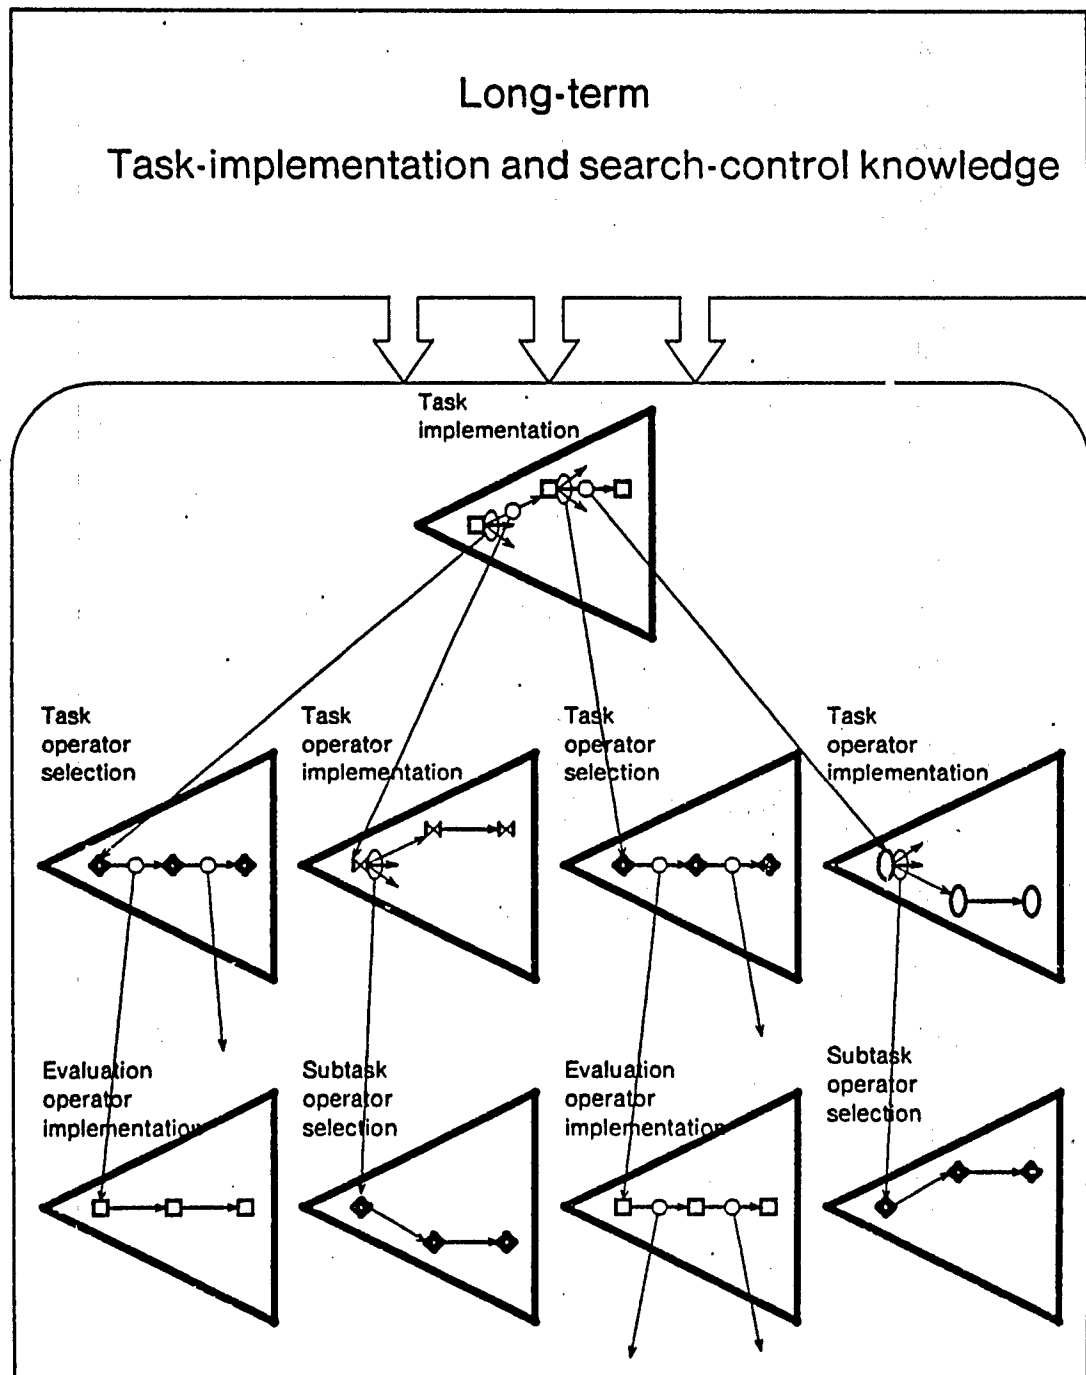 Long-term
Task-implementation and search-control knowledge
Task
implementation
Task
operator
selection
Task
operator
implementation
Task
operator
selection
Task
operator
implementation
Evaluation
operator
implementation
Subtask
operator
selection
Evaluation
operator
implementation
Subtask
operator
selection